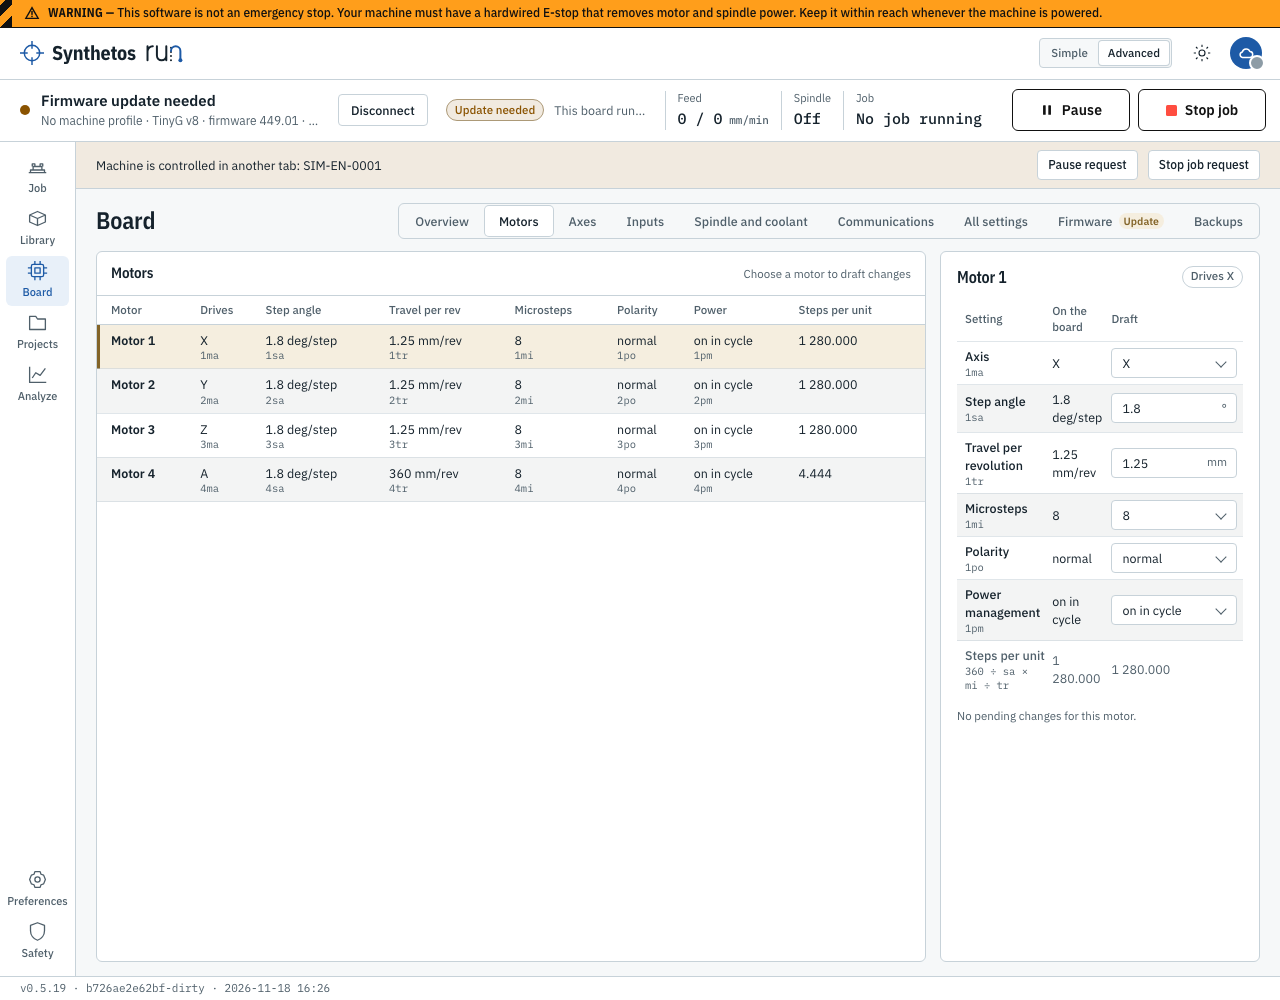 WARNING — This software is not an emergency stop. Your machine must have a hardwired E-stop that removes motor and spindle power. Keep it within reach whenever the machine is powered.
Synthetos run
Simple Advanced
Firmware update needed
No machine profile · TinyG v8 · firmware 449.01 · ...
Disconnect
Update needed
This board run...
Feed
0 / 0 mm/min
Spindle
Off
Job
No job running
Pause
Stop job
Machine is controlled in another tab: SIM-EN-0001
Pause request
Stop job request
Job
Library
Board
Projects
Analyze
Preferences
Safety
Board
Overview Motors Axes Inputs Spindle and coolant Communications All settings Firmware Update Backups
Motors
Choose a motor to draft changes
Motor Drives Step angle Travel per rev Microsteps Polarity Power Steps per unit
Motor 1 X 1.8 deg/step 1.25 mm/rev 8 normal on in cycle 1 280.000
1ma 1sa 1tr 1mi 1po 1pm
Motor 2 Y 1.8 deg/step 1.25 mm/rev 8 normal on in cycle 1 280.000
2ma 2sa 2tr 2mi 2po 2pm
Motor 3 Z 1.8 deg/step 1.25 mm/rev 8 normal on in cycle 1 280.000
3ma 3sa 3tr 3mi 3po 3pm
Motor 4 A 1.8 deg/step 360 mm/rev 8 normal on in cycle 4.444
4ma 4sa 4tr 4mi 4po 4pm
Motor 1
Drives X
Setting On the board Draft
Axis
1ma
X
X
Step angle
1sa
1.8
deg/step
1.8 °
Travel per
revolution
1tr
1.25
mm/rev
1.25 mm
Microsteps
1mi
8
8
Polarity
1po
normal
normal
Power
management
1pm
on in
cycle
on in cycle
Steps per unit
360 ÷ sa ×
mi ÷ tr
1
280.000
1 280.000
No pending changes for this motor.
v0.5.19 · b726ae2e62bf-dirty · 2026-11-18 16:26